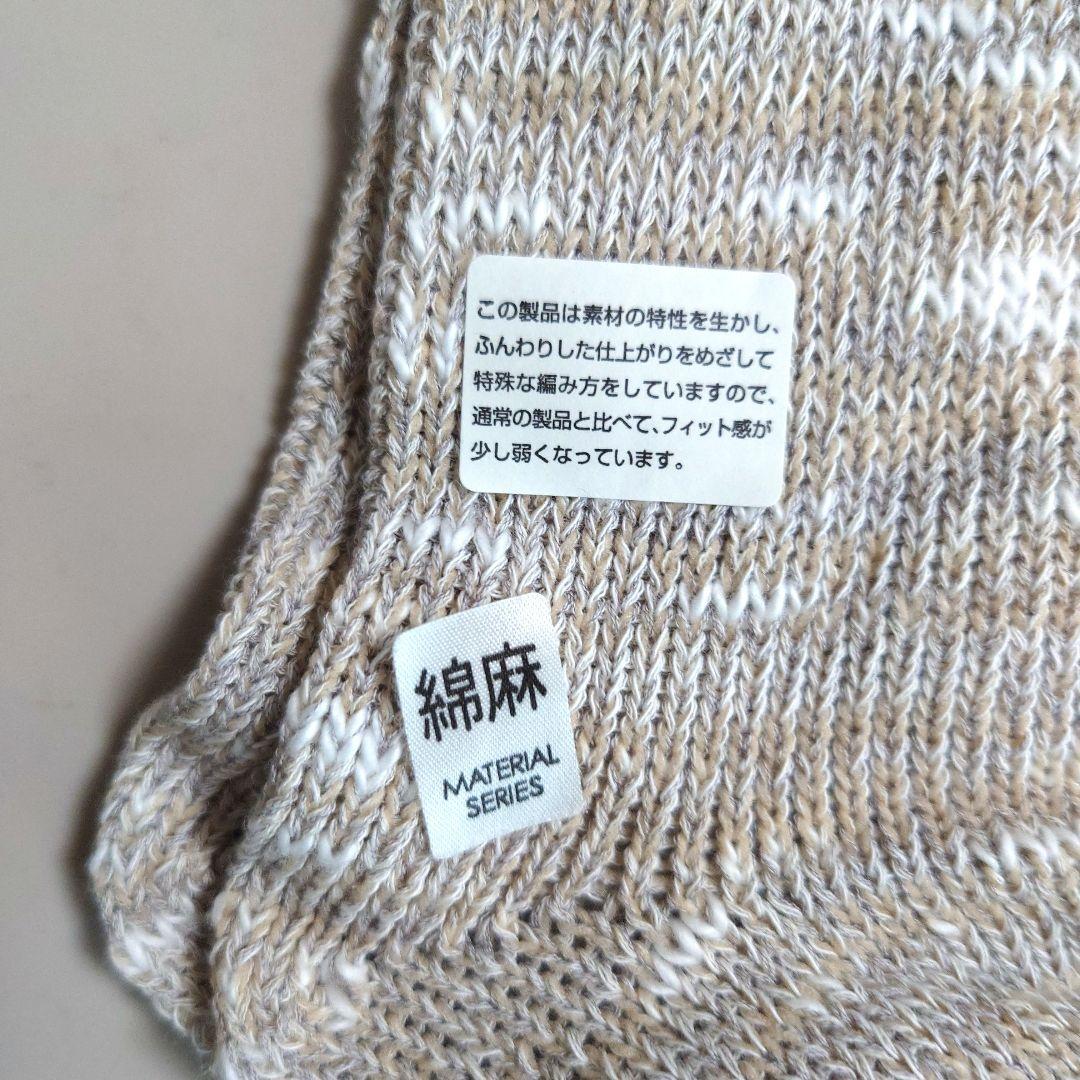 この製品は素材の特性を生かし、
ふんわりした仕上がりをめざして
特殊な編み方をしていますので、
通常の製品と比べて、フィット感が
少し弱くなっています。
綿麻
MATERIAL
SERIES